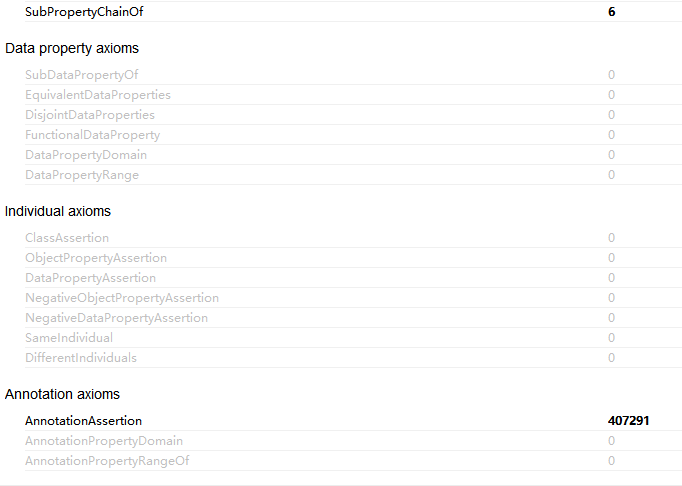 SubPropertyChainOf 6
Data property axioms
SubDataPropertyOf 0
EquivalentDataProperties 0
DisjointDataProperties 0
FunctionalDataProperty 0
DataPropertyDomain 0
DataPropertyRange 0
Individual axioms
ClassAssertion 0
ObjectPropertyAssertion 0
DataPropertyAssertion 0
NegativeObjectPropertyAssertion 0
NegativeDataPropertyAssertion 0
SameIndividual 0
DifferentIndividuals 0
Annotation axioms
AnnotationAssertion 407291
AnnotationPropertyDomain 0
AnnotationPropertyRangeOf 0